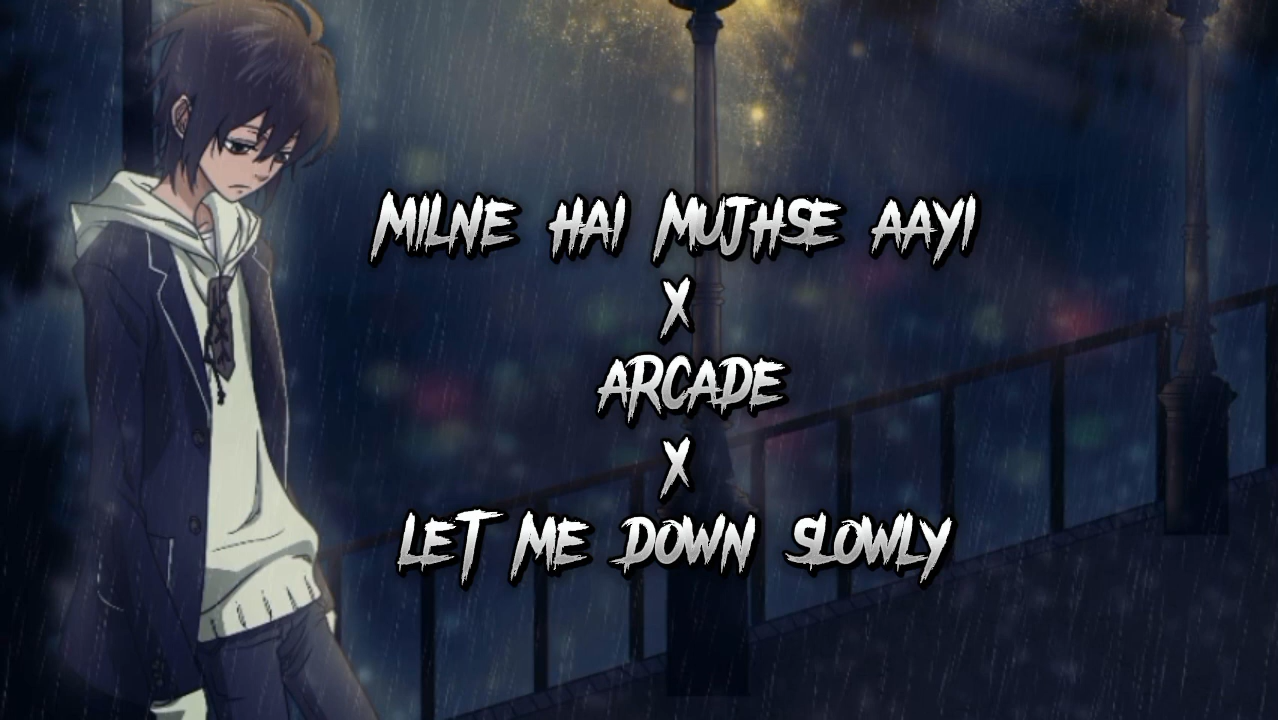 MILNE HAI MUJHSE AAYI
X
ARCADE
X
LET ME DOWN SLOWLY